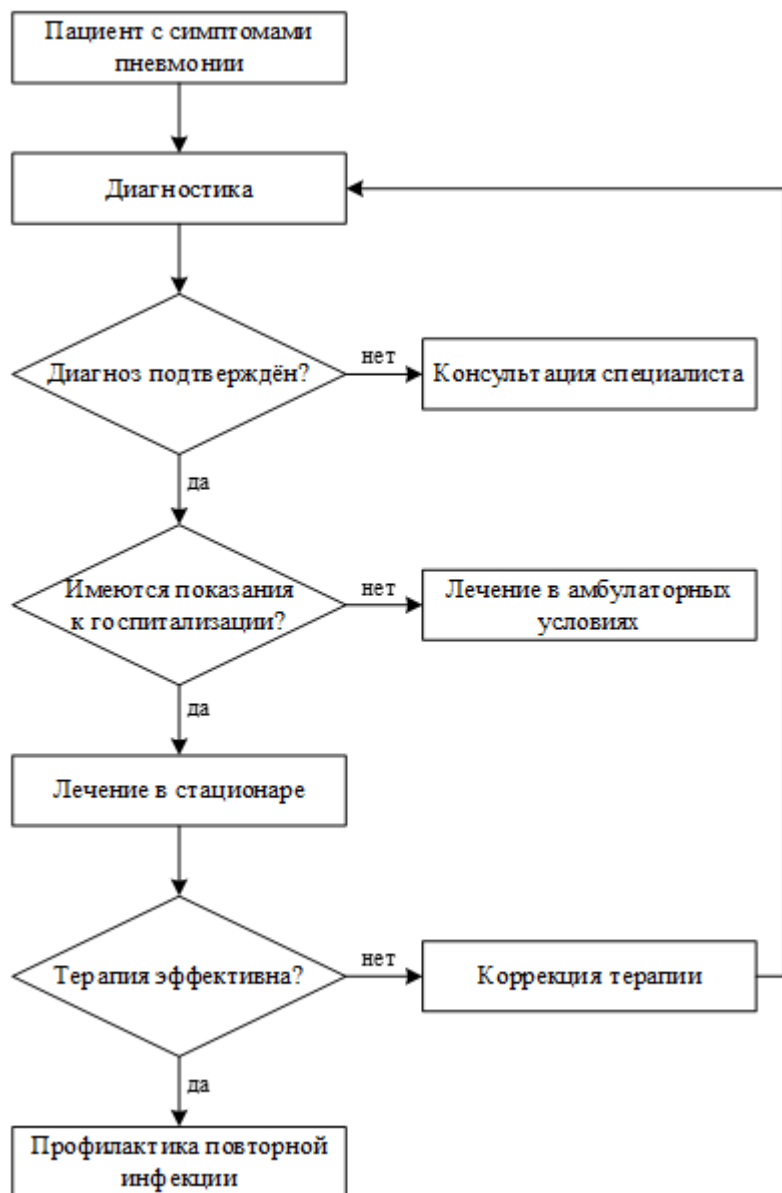 Пациент с симптомами
пневмонии
Диагностика
Диагноз подтверждён?
нет
Консультация специалиста
да
Имеются показания
к госпитализации?
нет
Лечение в амбулаторных
условиях
да
Лечение в стационаре
Терапия эффективна?
нет
Коррекция терапии
да
Профилактика повторной
инфекции